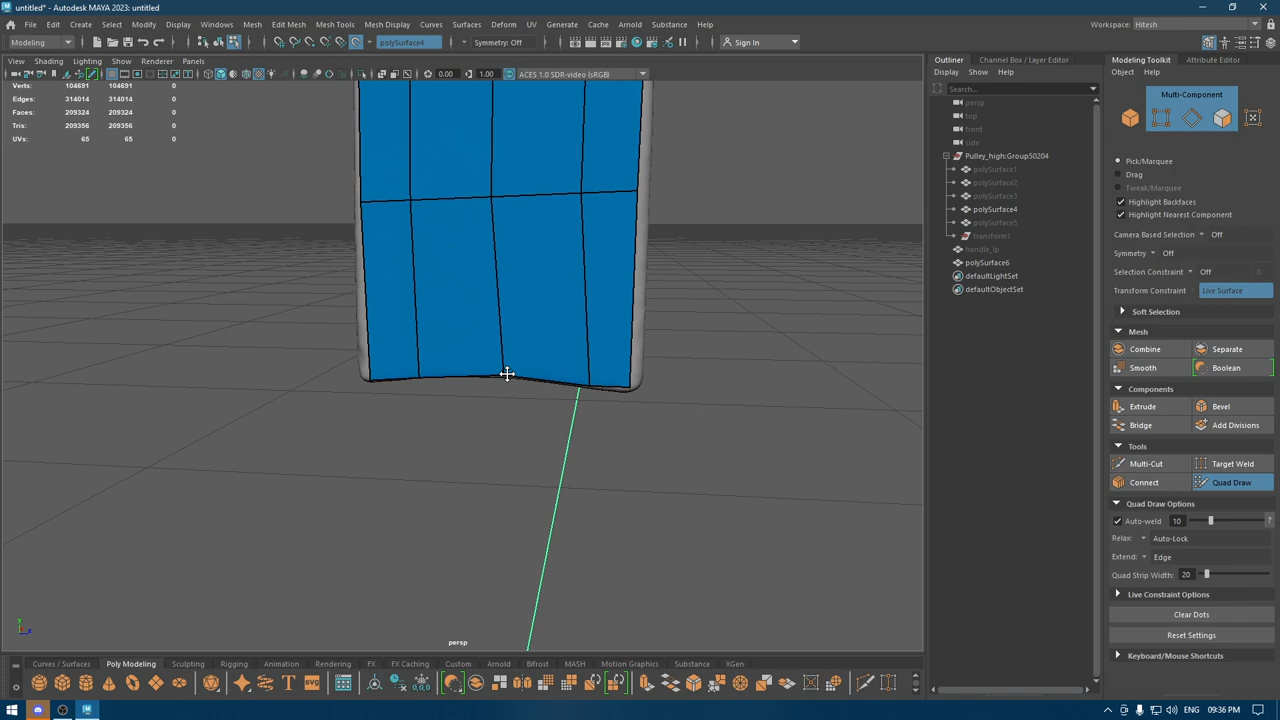 untitled* - Autodesk MAYA 2023: untitled
File Edit Create Select Modify Display Windows Mesh Edit Mesh Mesh Tools Mesh Display Curves Surfaces Deform UV Generate Cache Arnold Substance Help
Workspace: Hitesh
Modeling polySurface4 Symmetry: Off Sign In
View Shading Lighting Show Renderer Panels
0.00 1.00 ACES 1.0 SDR-video (sRGB)
Verts: 104691 104691 0
Edges: 314014 314014 0
Faces: 209324 209324 0
Tris: 209356 209356 0
UVs: 65 65 0
persp
Outliner Channel Box / Layer Editor
Display Show Help
Search...
persp
top
front
side
Pulley_high:Group50204
polySurface1
polySurface2
polySurface3
polySurface4
polySurface5
transform1
handle_lp
polySurface6
defaultLightSet
defaultObjectSet
Modeling Toolkit Attribute Editor
Object Help
Multi-Component
Pick/Marquee
Drag
Tweak/Marquee
Highlight Backfaces
Highlight Nearest Component
Camera Based Selection Off
Symmetry Off
Selection Constraint Off 0
Transform Constraint Live Surface
Soft Selection
Mesh
Combine Separate
Smooth Boolean
Components
Extrude Bevel
Bridge Add Divisions
Tools
Multi-Cut Target Weld
Connect Quad Draw
Quad Draw Options
Auto-weld 10 ?
Relax: Auto-Lock
Extend: Edge
Quad Strip Width: 20
Live Constraint Options
Clear Dots
Reset Settings
Keyboard/Mouse Shortcuts
Curves / Surfaces Poly Modeling Sculpting Rigging Animation Rendering FX FX Caching Custom Arnold Bifrost MASH Motion Graphics Substance XGen
SVG
0,0,0
ENG 09:36 PM